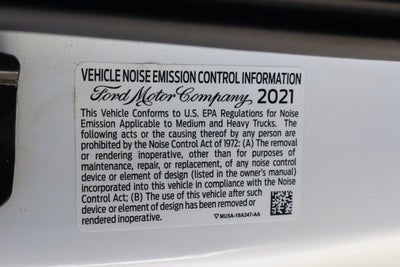 VEHICLE NOISE EMISSION CONTROL INFORMATION
Ford Motor Company 2021
This Vehicle Conforms to U.S. EPA Regulations for Noise
Emission Applicable to Medium and Heavy Trucks. The
following acts or the causing thereof by any person are
prohibited by the Noise Control Act of 1972: (A) The removal
or rendering inoperative, other than for purposes of
maintenance, repair, or replacement, of any noise control
device or element of design (listed in the owner's manual)
incorporated into this vehicle in compliance with the Noise
Control Act; (B) The use of this vehicle after such
device or element of design has been removed or
rendered inoperative.
MU5A-19A347-AA